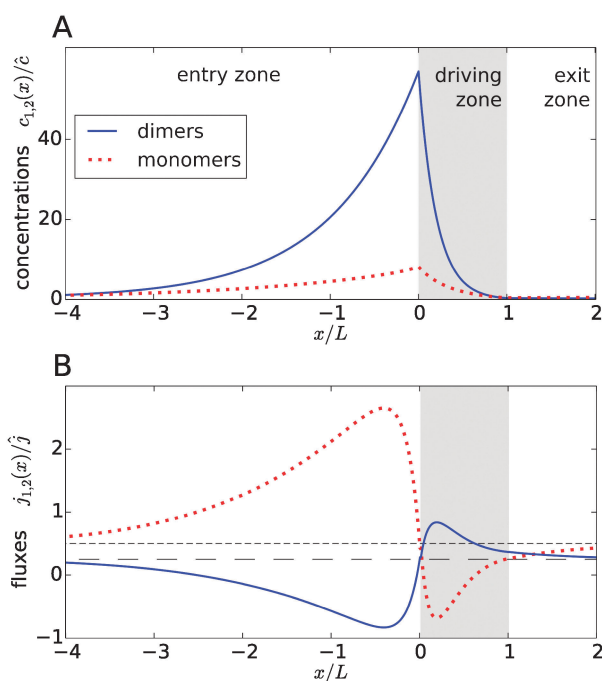 A
concentrations c₁,₂(x)/ĉ
entry zone
driving zone
exit zone
dimers
monomers
40
20
0
−4 −3 −2 −1 0 1 2
x/L
B
fluxes j₁,₂(x)/ĵ
2
1
0
−1
−4 −3 −2 −1 0 1 2
x/L